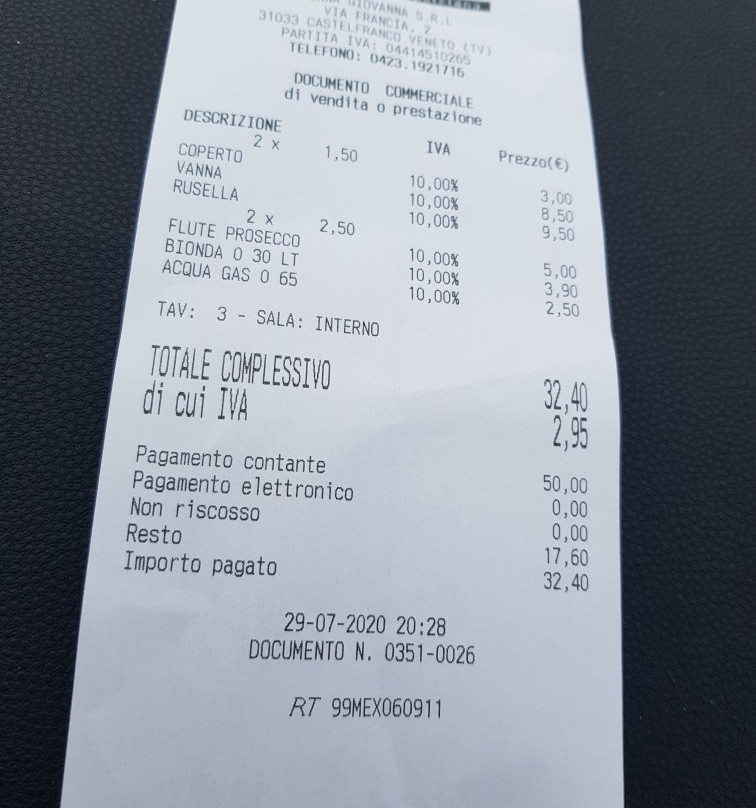 GIOVANNA S.R.L
VIA FRANCIA, 2
31033 CASTELFRANCO VENETO (TV)
PARTITA IVA: 04414510265
TELEFONO: 0423.1921716
DOCUMENTO COMMERCIALE
di vendita o prestazione
DESCRIZIONE IVA Prezzo(€)
2 x 1,50
COPERTO 10,00% 3,00
VANNA 10,00% 8,50
RUSELLA 10,00% 9,50
2 x 2,50
FLUTE PROSECCO 10,00% 5,00
BIONDA 0 30 LT 10,00% 3,90
ACQUA GAS 0 65 10,00% 2,50
TAV: 3 - SALA: INTERNO
TOTALE COMPLESSIVO 32,40
di cui IVA 2,95
Pagamento contante 50,00
Pagamento elettronico 0,00
Non riscosso 0,00
Resto 17,60
Importo pagato 32,40
29-07-2020 20:28
DOCUMENTO N. 0351-0026
RT 99MEX060911